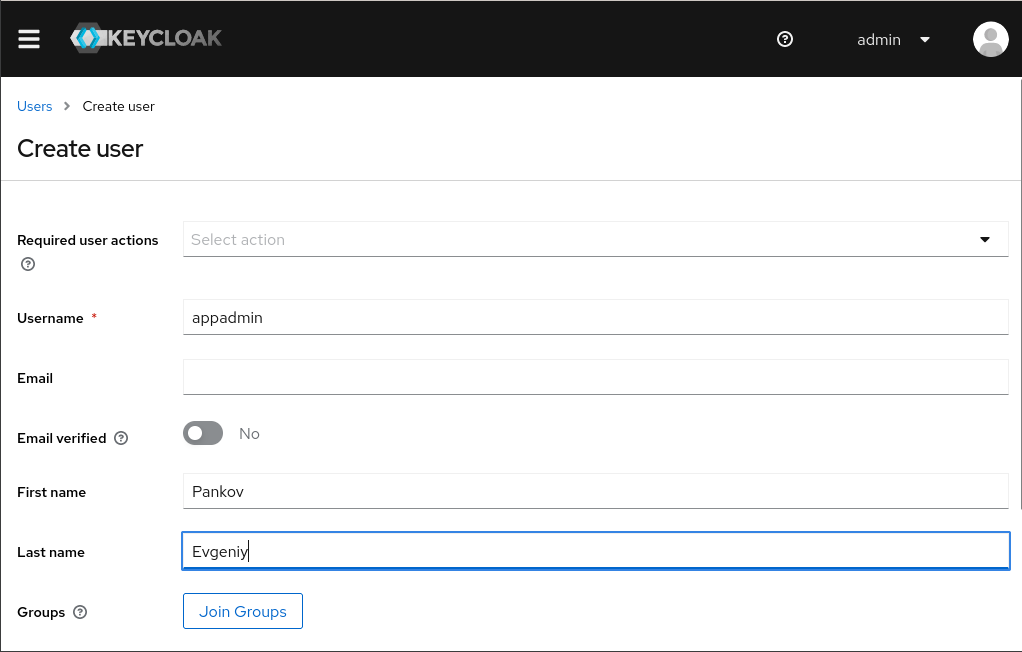 KEYCLOAK
admin
Users > Create user
Create user
Required user actions
Select action
Username *
appadmin
Email
Email verified
No
First name
Pankov
Last name
Evgeniy
Groups
Join Groups